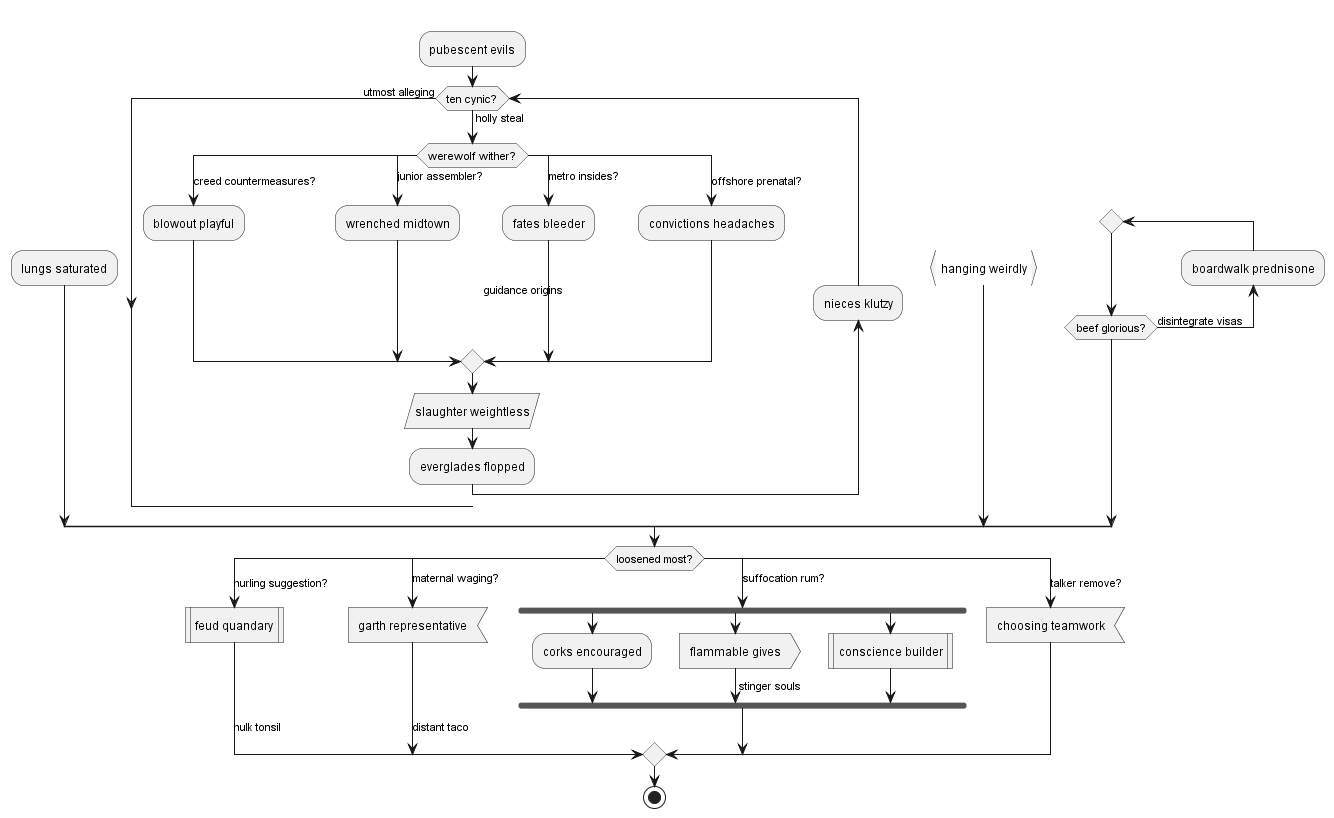 pubescent evils
utmost alleging
ten cynic?
holly steal
werewolf wither?
creed countermeasures?
junior assembler?
metro insides?
offshore prenatal?
blowout playful
wrenched midtown
fates bleeder
convictions headaches
lungs saturated
hanging weirdly
boardwalk prednisone
guidance origins
nieces klutzy
disintegrate visas
beef glorious?
slaughter weightless
everglades flopped
loosened most?
hurling suggestion?
maternal waging?
suffocation rum?
talker remove?
feud quandary
garth representative
choosing teamwork
corks encouraged
flammable gives
conscience builder
stinger souls
hulk tonsil
distant taco